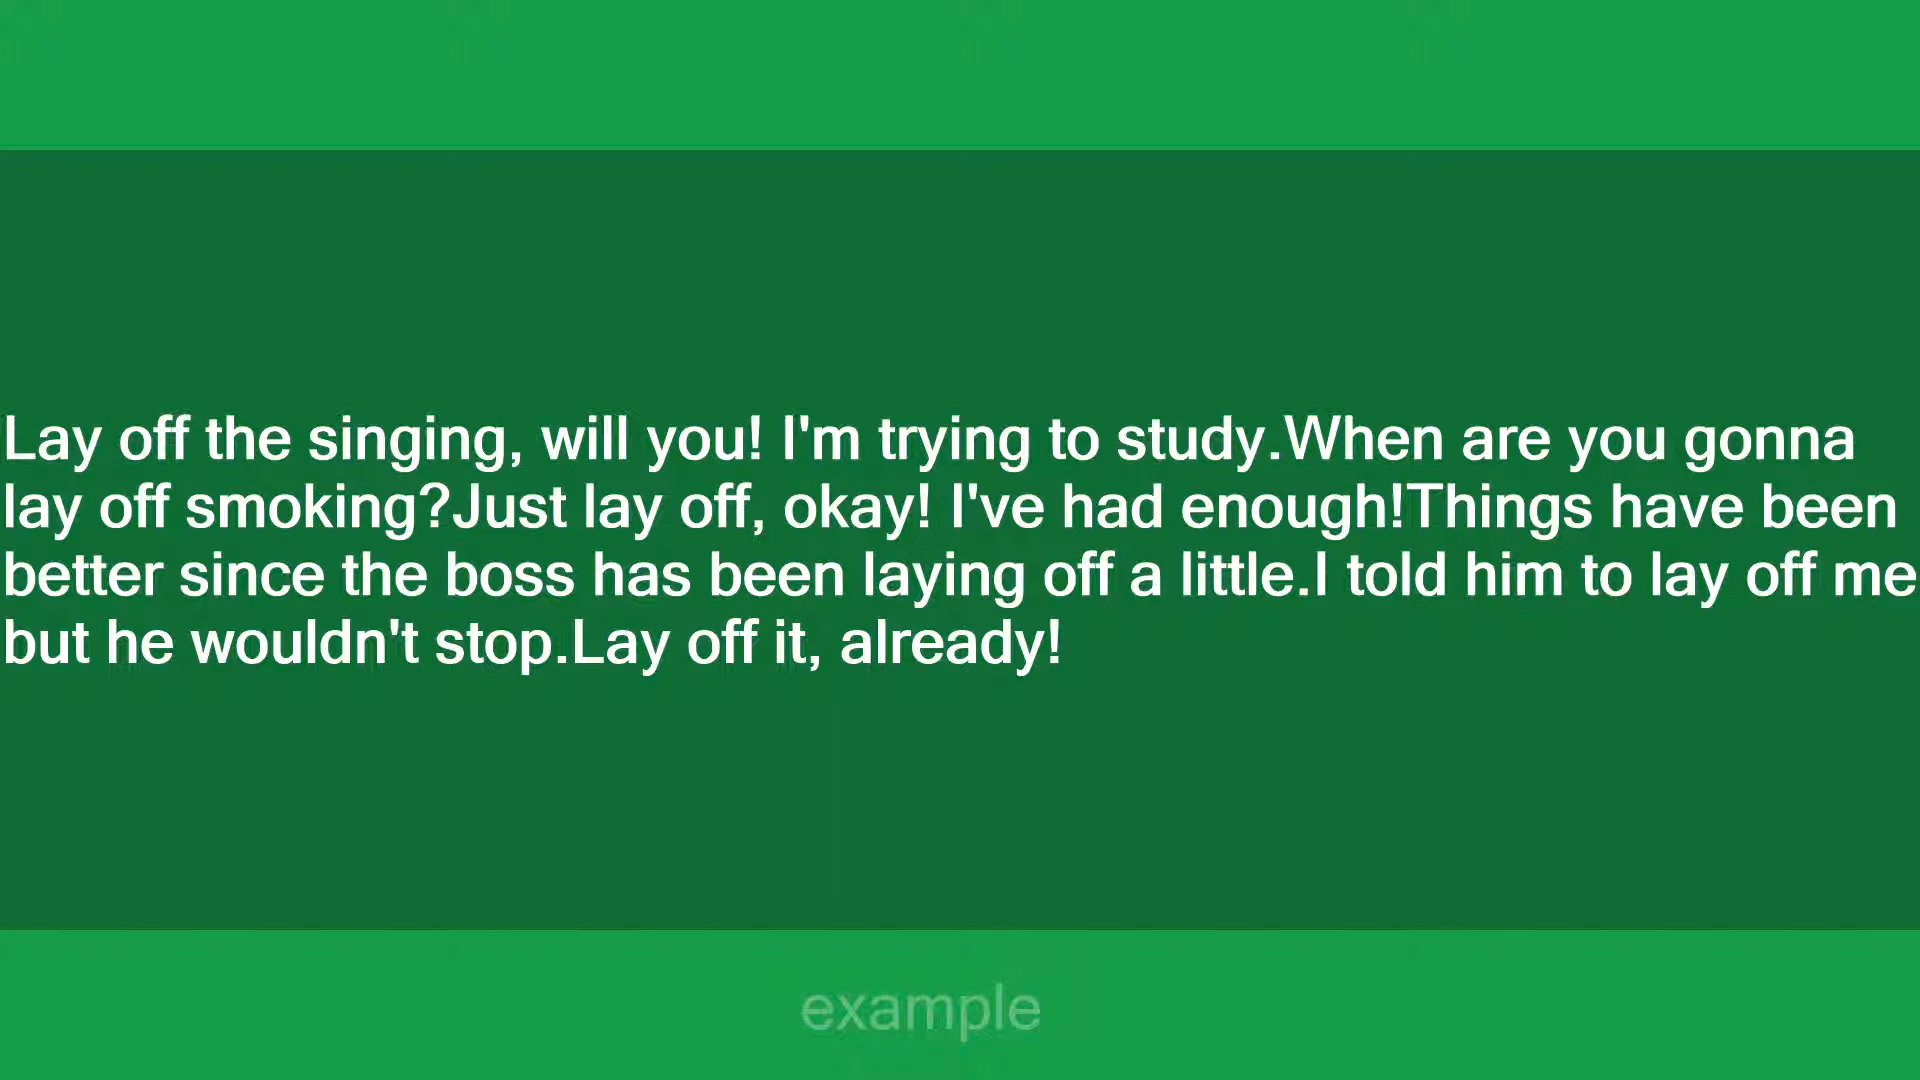 Lay off the singing, will you! I'm trying to study.When are you gonna
lay off smoking?Just lay off, okay! I've had enough!Things have been
better since the boss has been laying off a little.I told him to lay off me
but he wouldn't stop.Lay off it, already!
example